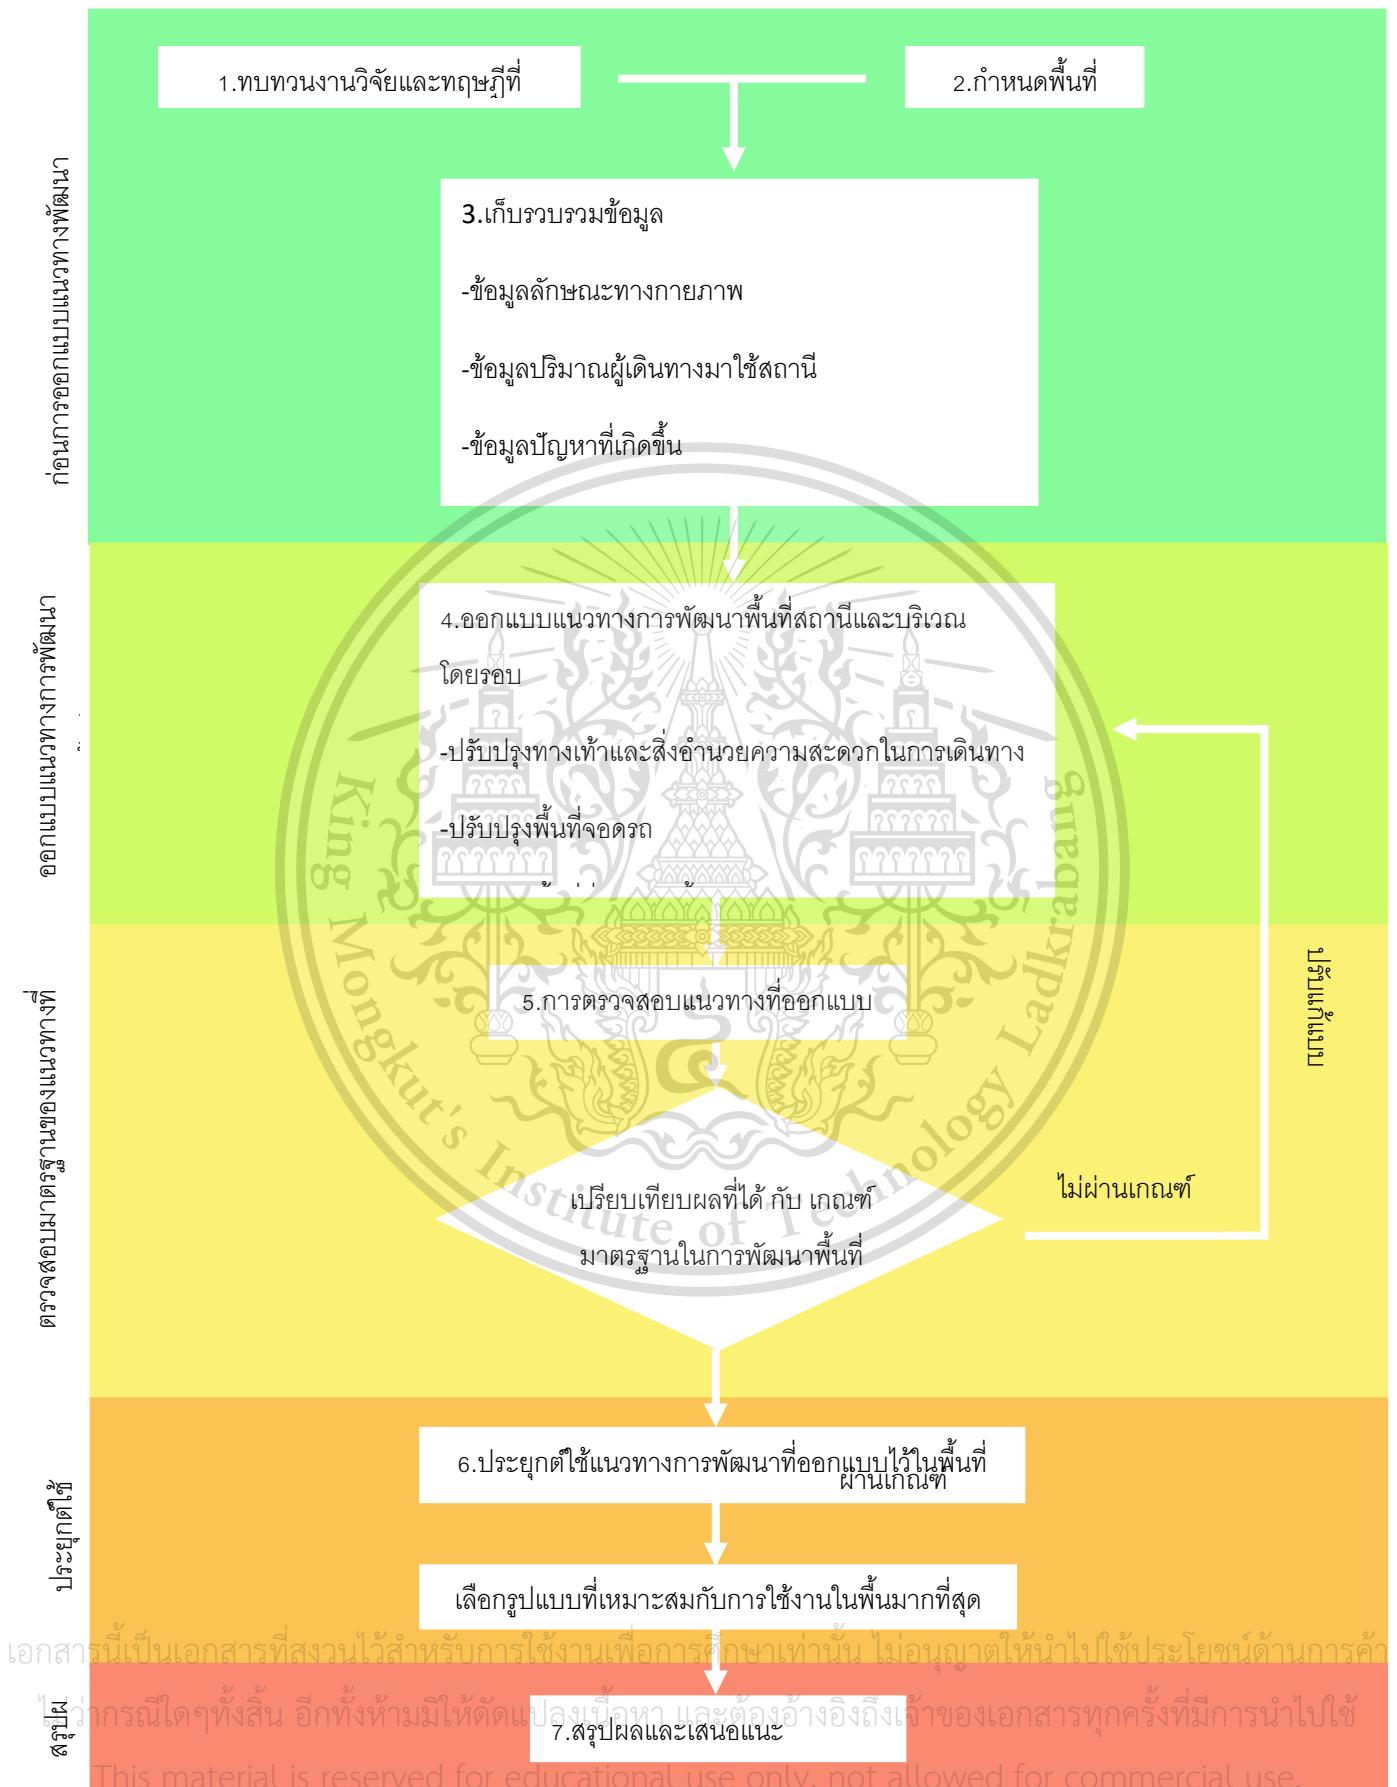 1.ทบทวนงานวิจัยและทฤษฎีที่
2.กำหนดพื้นที่
ก่อนการออกแบบแนวทางพัฒนา
3.เก็บรวบรวมข้อมูล
-ข้อมูลลักษณะทางกายภาพ
-ข้อมูลปริมาณผู้เดินทางมาใช้สถานี
-ข้อมูลปัญหาที่เกิดขึ้น
ออกแบบแนวทางการพัฒนา
4.ออกแบบแนวทางการพัฒนาพื้นที่สถานีและบริเวณ
โดยรอบ
-ปรับปรุงทางเท้าและสิ่งอำนวยความสะดวกในการเดินทาง
-ปรับปรุงพื้นที่จอดรถ
ตรวจสอบมาตรฐานของแนวทางที่
5.การตรวจสอบแนวทางที่ออกแบบ
ปรับแก้แบบ
เปรียบเทียบผลที่ได้ กับ เกณฑ์
มาตรฐานในการพัฒนาพื้นที่
ไม่ผ่านเกณฑ์
King Mongkut's Institute of Technology Ladkrabang
ประยุกต์ใช้
6.ประยุกต์ใช้แนวทางการพัฒนาที่ออกแบบไว้ในพื้นที่
ผ่านเกณฑ์
เลือกรูปแบบที่เหมาะสมกับการใช้งานในพื้นมากที่สุด
เอกสารนี้เป็นเอกสารที่สงวนไว้สำหรับการใช้งานเพื่อการศึกษาเท่านั้น ไม่อนุญาตให้นำไปใช้ประโยชน์ด้านการค้า
ไม่ว่ากรณีใดๆทั้งสิ้น อีกทั้งห้ามมิให้ดัดแปลงเนื้อหา และต้องอ้างอิงถึงเจ้าของเอกสารทุกครั้งที่มีการนำไปใช้
สรุปผ
7.สรุปผลและเสนอแนะ
This material is reserved for educational use only, not allowed for commercial use